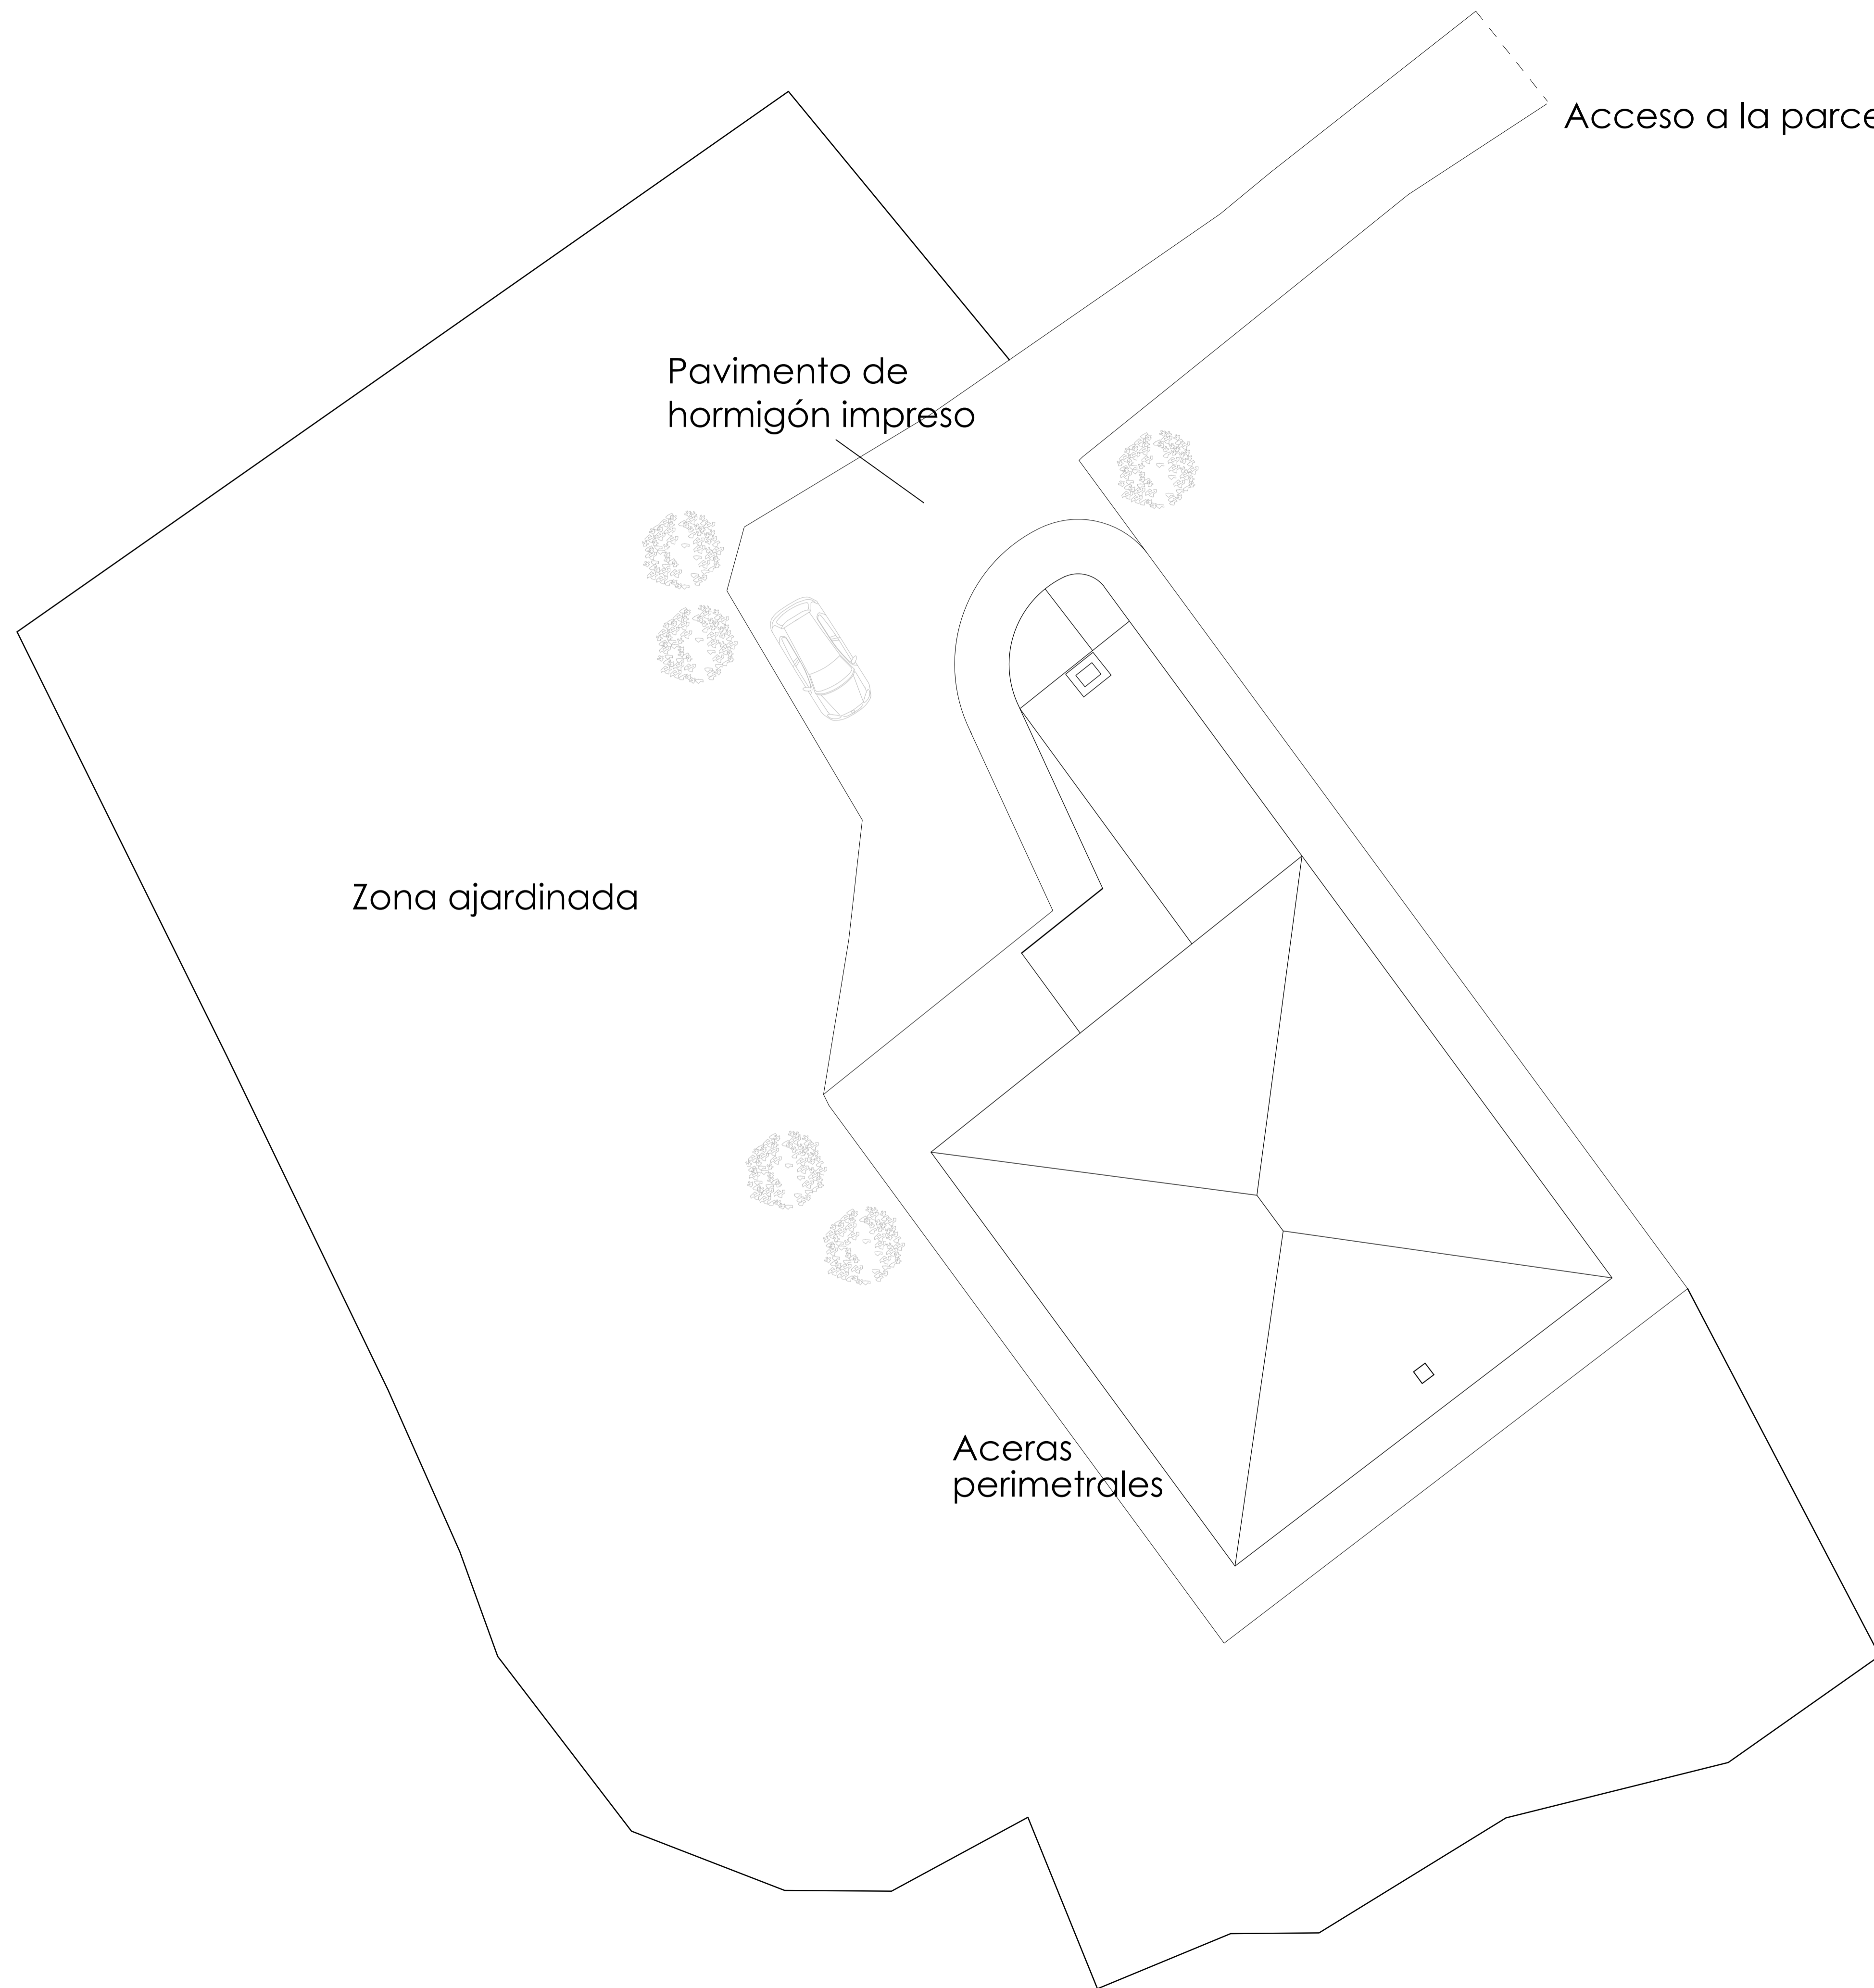 Acceso a la parce
Pavimento de
hormigón impreso
Zona ajardinada
Aceras
perimetrales